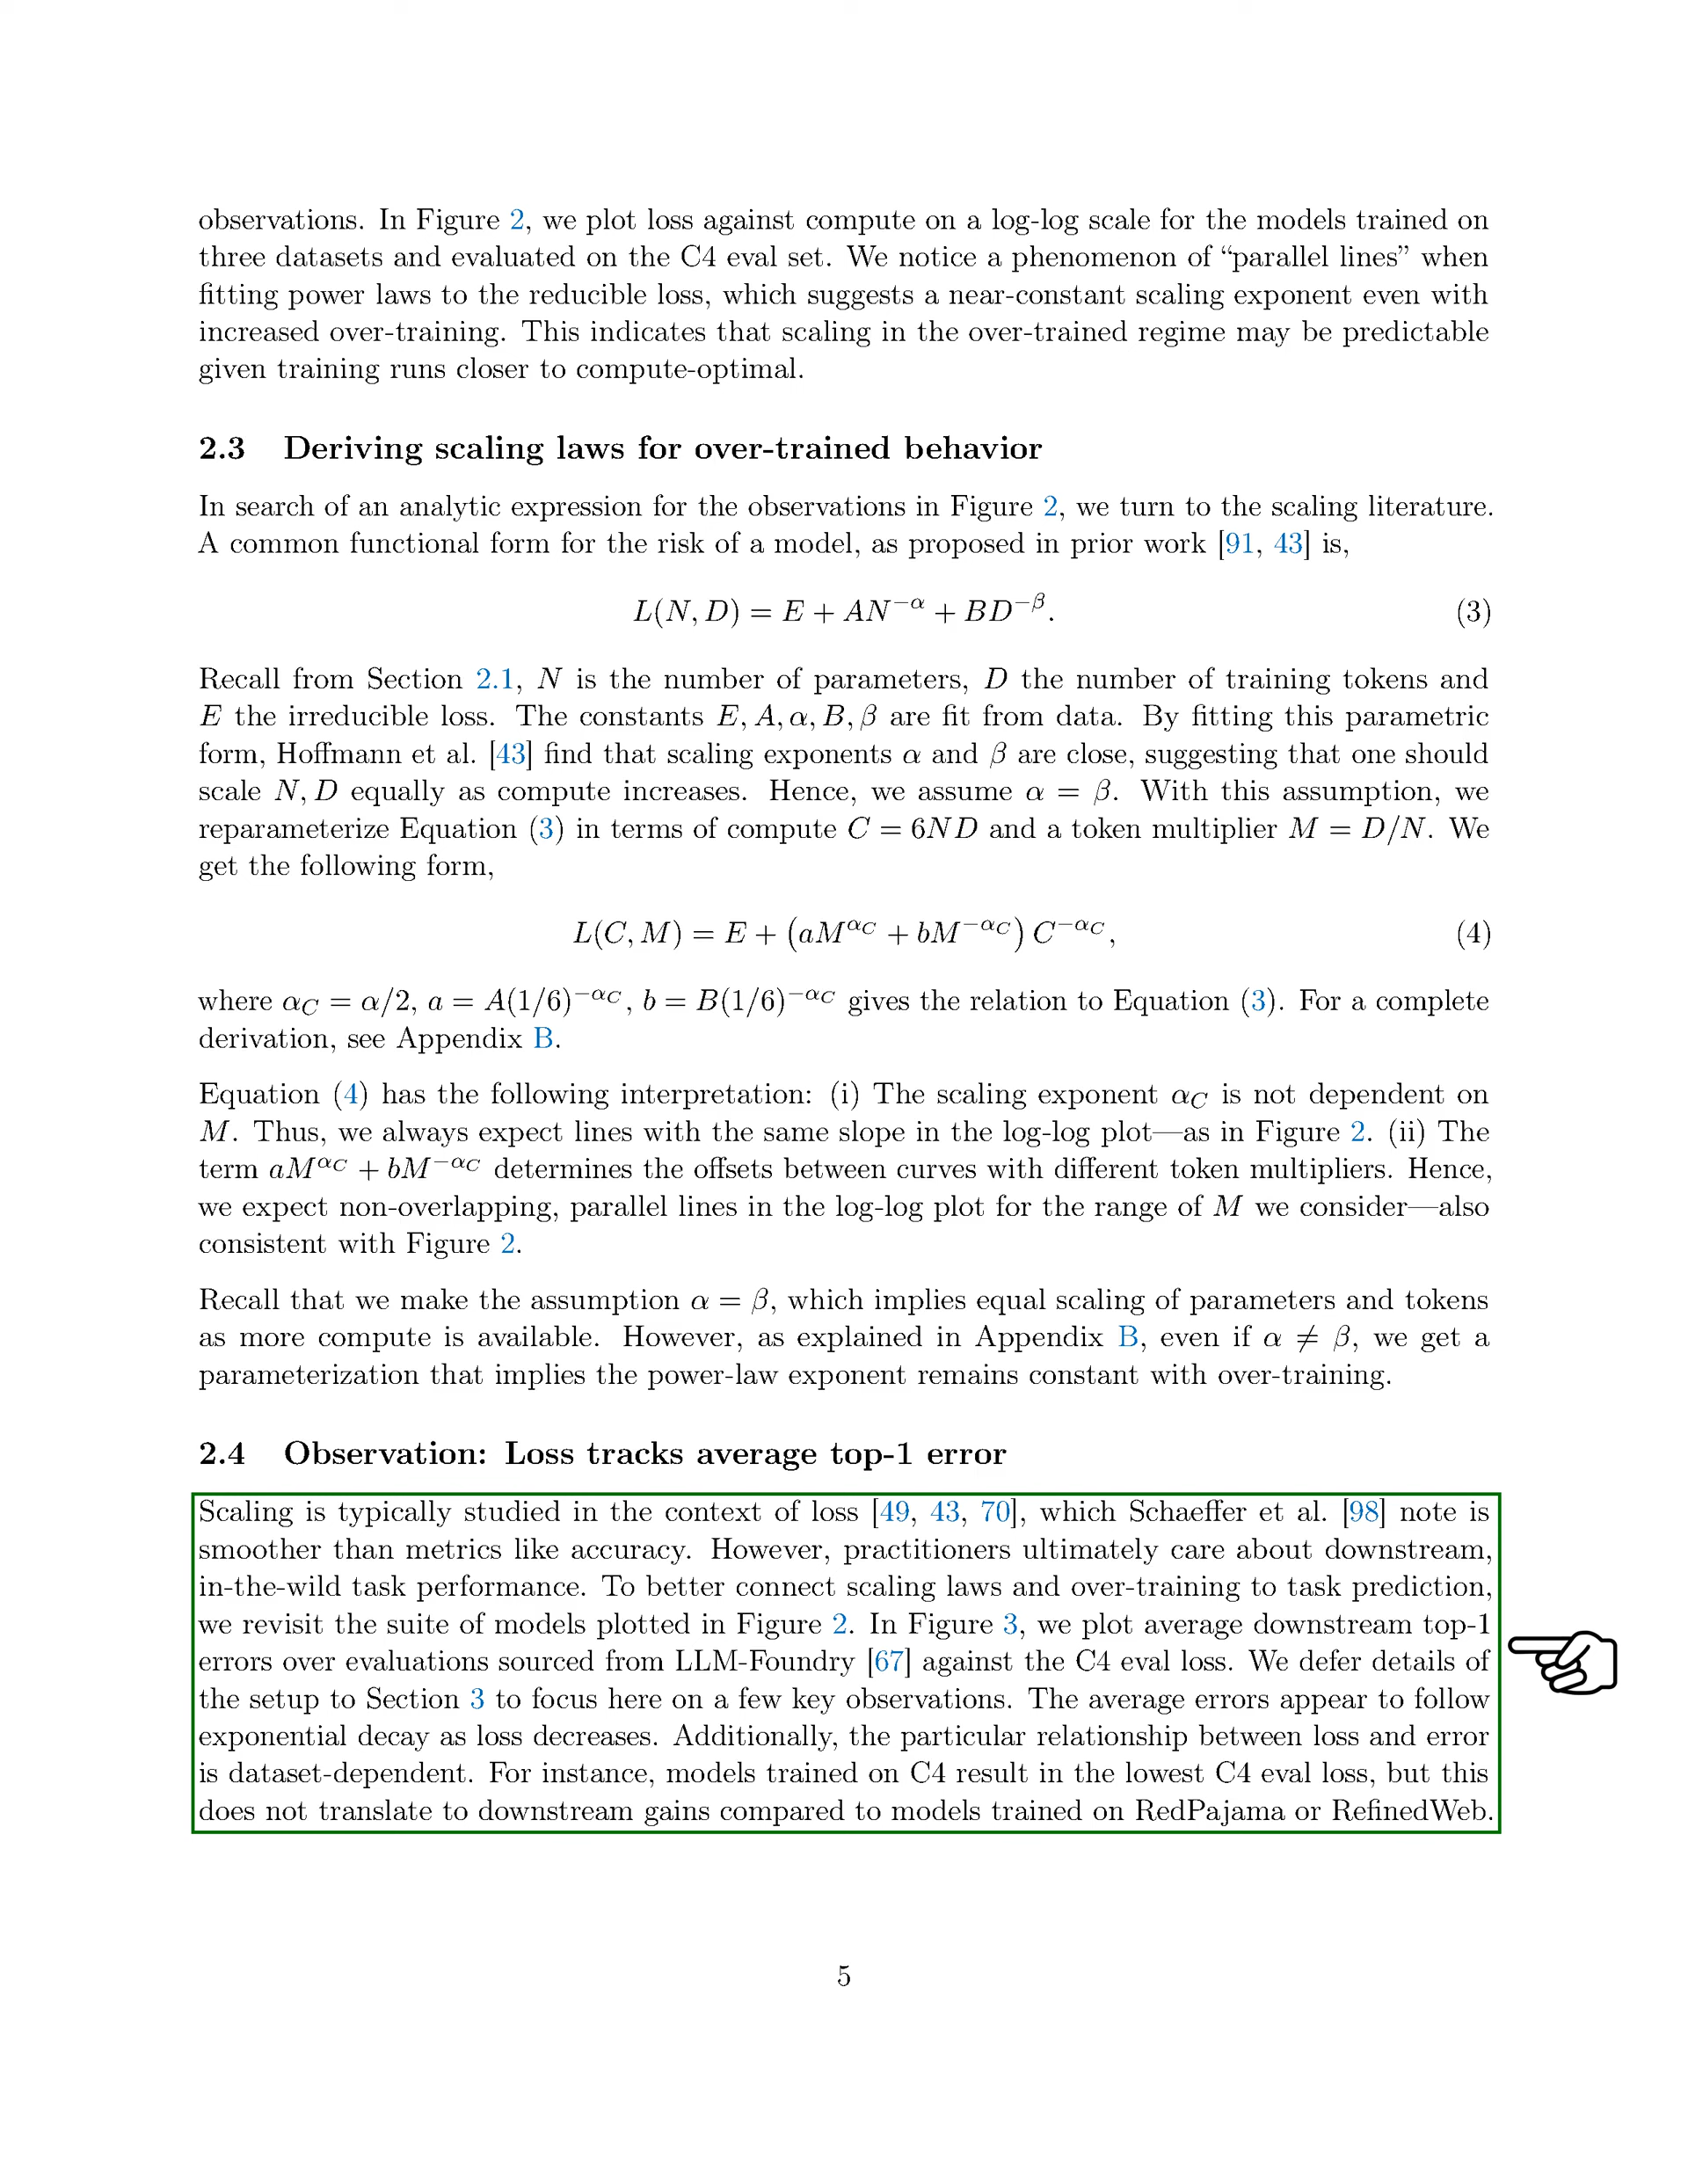 observations. In Figure 2, we plot loss against compute on a log-log scale for the models trained on
three datasets and evaluated on the C4 eval set. We notice a phenomenon of “parallel lines” when
fitting power laws to the reducible loss, which suggests a near-constant scaling exponent even with
increased over-training. This indicates that scaling in the over-trained regime may be predictable
given training runs closer to compute-optimal.
2.3 Deriving scaling laws for over-trained behavior
In search of an analytic expression for the observations in Figure 2, we turn to the scaling literature.
A common functional form for the risk of a model, as proposed in prior work [91, 43] is,
L(N, D) = E + AN^{−α} + BD^{−β}. (3)
Recall from Section 2.1, N is the number of parameters, D the number of training tokens and
E the irreducible loss. The constants E, A, α, B, β are fit from data. By fitting this parametric
form, Hoffmann et al. [43] find that scaling exponents α and β are close, suggesting that one should
scale N, D equally as compute increases. Hence, we assume α = β. With this assumption, we
reparameterize Equation (3) in terms of compute C = 6ND and a token multiplier M = D/N. We
get the following form,
L(C, M) = E + (aM^{α_C} + bM^{−α_C}) C^{−α_C}, (4)
where α_C = α/2, a = A(1/6)^{−α_C}, b = B(1/6)^{−α_C} gives the relation to Equation (3). For a complete
derivation, see Appendix B.
Equation (4) has the following interpretation: (i) The scaling exponent α_C is not dependent on
M. Thus, we always expect lines with the same slope in the log-log plot—as in Figure 2. (ii) The
term aM^{α_C} + bM^{−α_C} determines the offsets between curves with different token multipliers. Hence,
we expect non-overlapping, parallel lines in the log-log plot for the range of M we consider—also
consistent with Figure 2.
Recall that we make the assumption α = β, which implies equal scaling of parameters and tokens
as more compute is available. However, as explained in Appendix B, even if α ≠ β, we get a
parameterization that implies the power-law exponent remains constant with over-training.
2.4 Observation: Loss tracks average top-1 error
Scaling is typically studied in the context of loss [49, 43, 70], which Schaeffer et al. [98] note is
smoother than metrics like accuracy. However, practitioners ultimately care about downstream,
in-the-wild task performance. To better connect scaling laws and over-training to task prediction,
we revisit the suite of models plotted in Figure 2. In Figure 3, we plot average downstream top-1
errors over evaluations sourced from LLM-Foundry [67] against the C4 eval loss. We defer details of
the setup to Section 3 to focus here on a few key observations. The average errors appear to follow
exponential decay as loss decreases. Additionally, the particular relationship between loss and error
is dataset-dependent. For instance, models trained on C4 result in the lowest C4 eval loss, but this
does not translate to downstream gains compared to models trained on RedPajama or RefinedWeb.
5